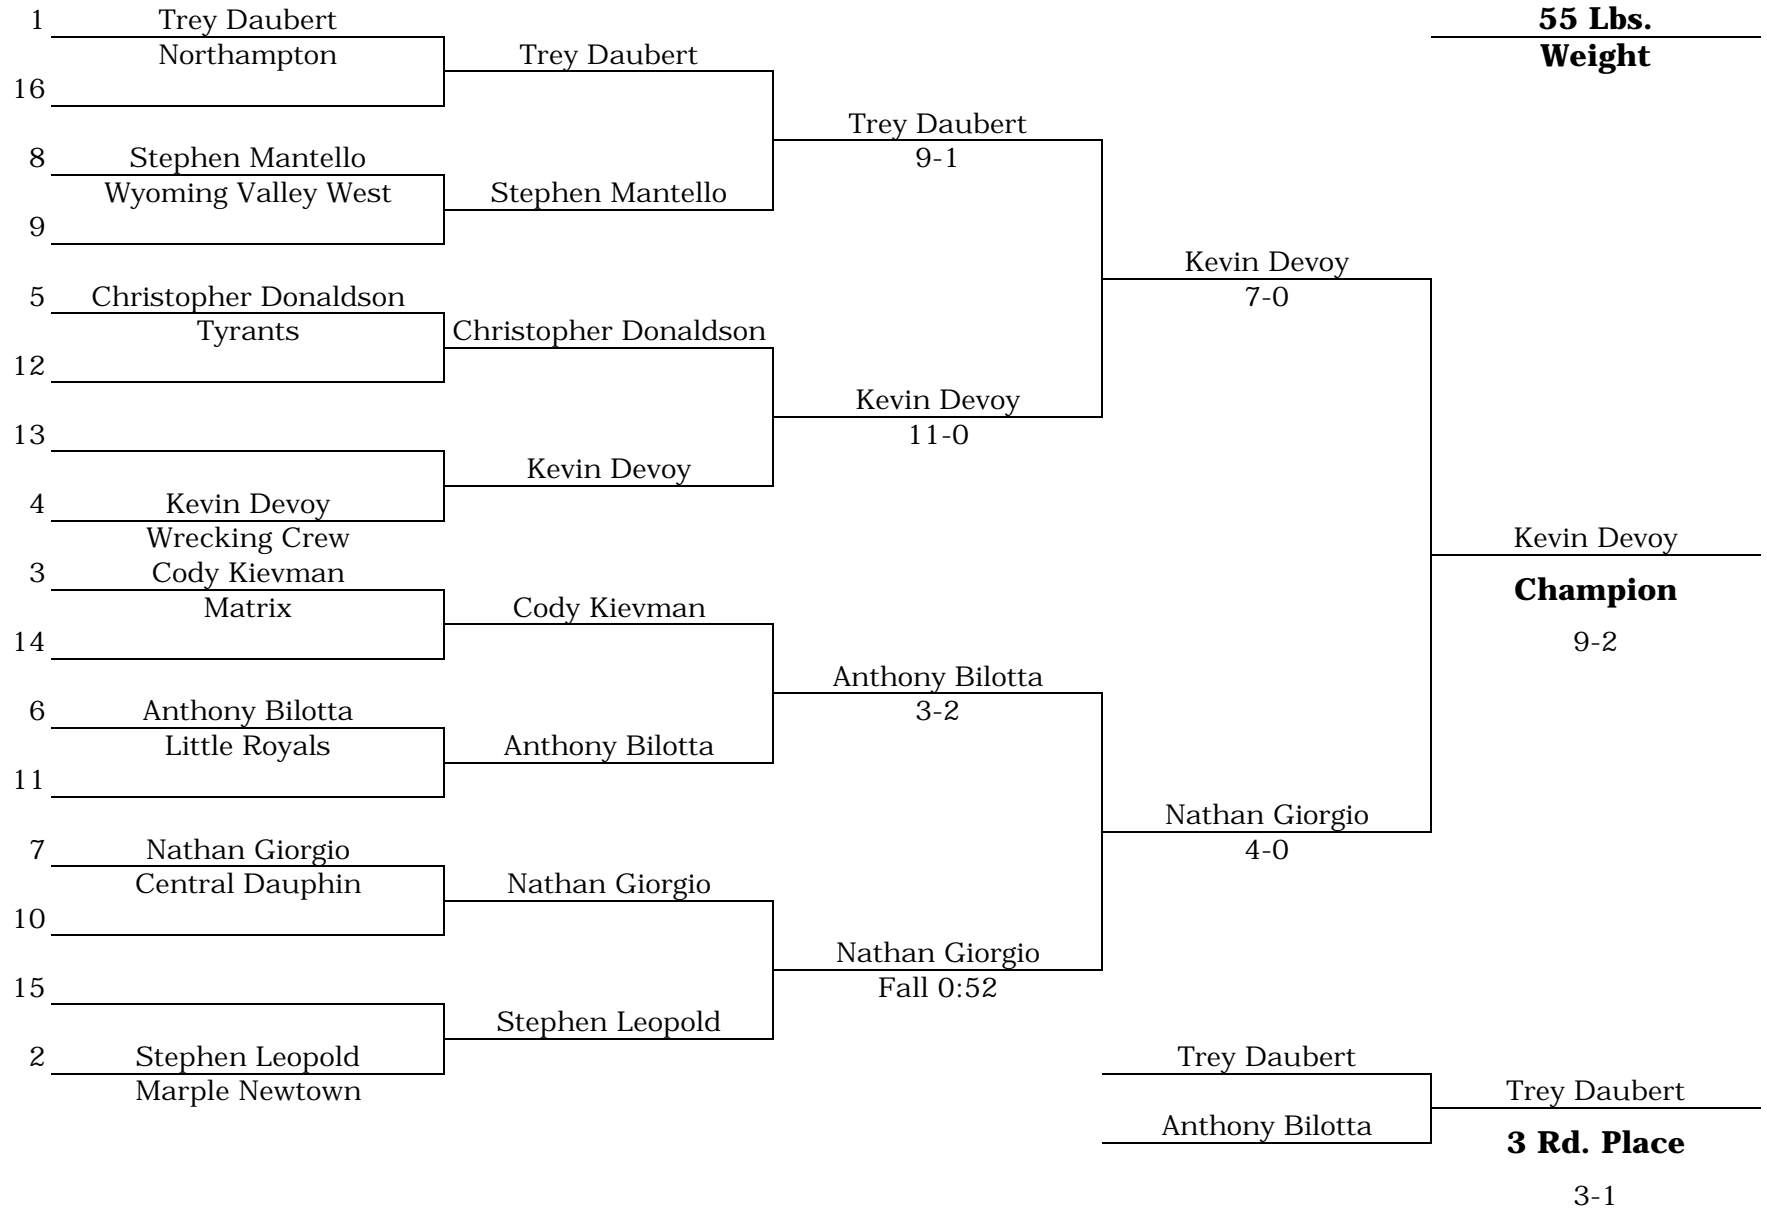 1 Trey Daubert
Northampton
16
8 Stephen Mantello
Wyoming Valley West
9
5 Christopher Donaldson
Tyrants
12
13
4 Kevin Devoy
Wrecking Crew
3 Cody Kievman
Matrix
14
6 Anthony Bilotta
Little Royals
11
7 Nathan Giorgio
Central Dauphin
10
15
2 Stephen Leopold
Marple Newtown
Trey Daubert
Stephen Mantello
Christopher Donaldson
Kevin Devoy
Cody Kievman
Anthony Bilotta
Nathan Giorgio
Stephen Leopold
Trey Daubert
9-1
Kevin Devoy
11-0
Anthony Bilotta
3-2
Nathan Giorgio
Fall 0:52
Kevin Devoy
7-0
Nathan Giorgio
4-0
Trey Daubert
Anthony Bilotta
55 Lbs.
Weight
Kevin Devoy
Champion
9-2
Trey Daubert
3 Rd. Place
3-1